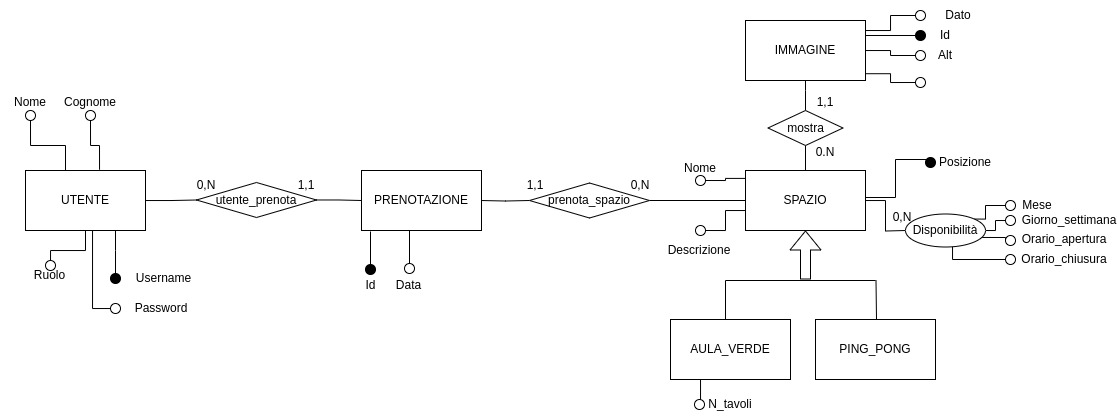 Dato
IMMAGINE
Id
Alt
1,1
mostra
0.N
Nome
Cognome
UTENTE
0,N
utente_prenota
1,1
PRENOTAZIONE
1,1
prenota_spazio
0,N
Nome
SPAZIO
Posizione
Descrizione
0,N
Disponibilità
Mese
Giorno_settimana
Orario_apertura
Orario_chiusura
Ruolo
Username
Password
Id
Data
AULA_VERDE
PING_PONG
N_tavoli